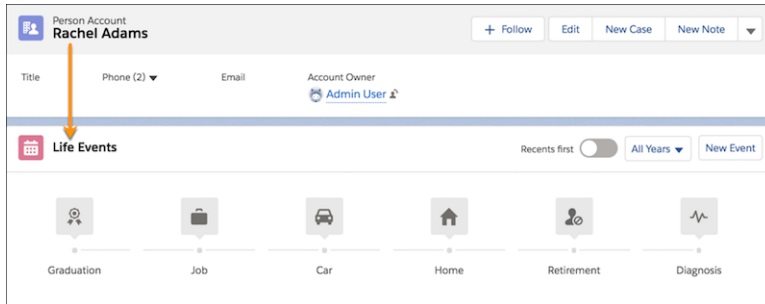 Person Account
Rachel Adams
+ Follow Edit New Case New Note
Title Phone (2) Email Account Owner
Admin User
Life Events
Recents first All Years New Event
Graduation Job Car Home Retirement Diagnosis